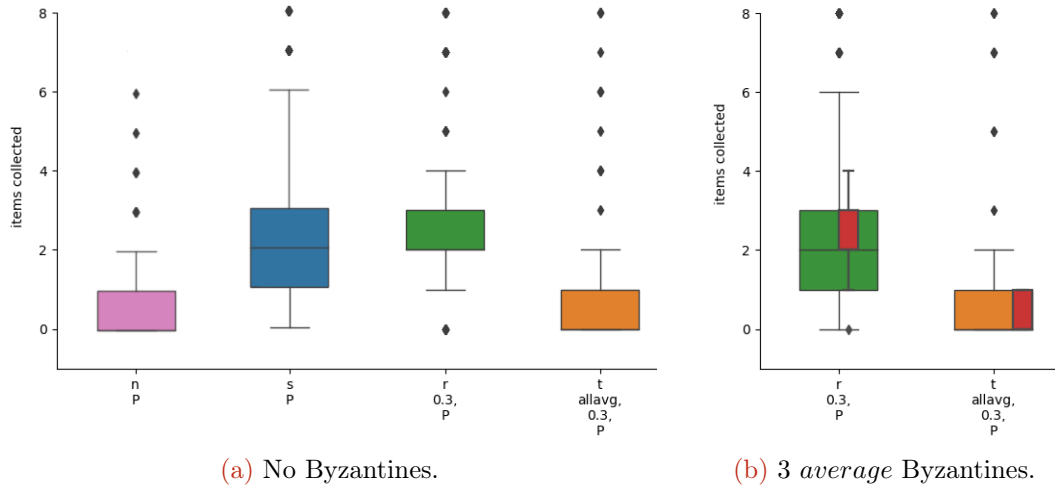 items collected
8
6
4
2
0
n
P
s
P
r
0.3,
P
t
allavg,
0.3,
P
(a) No Byzantines.
items collected
8
6
4
2
0
r
0.3,
P
t
allavg,
0.3,
P
(b) 3 average Byzantines.